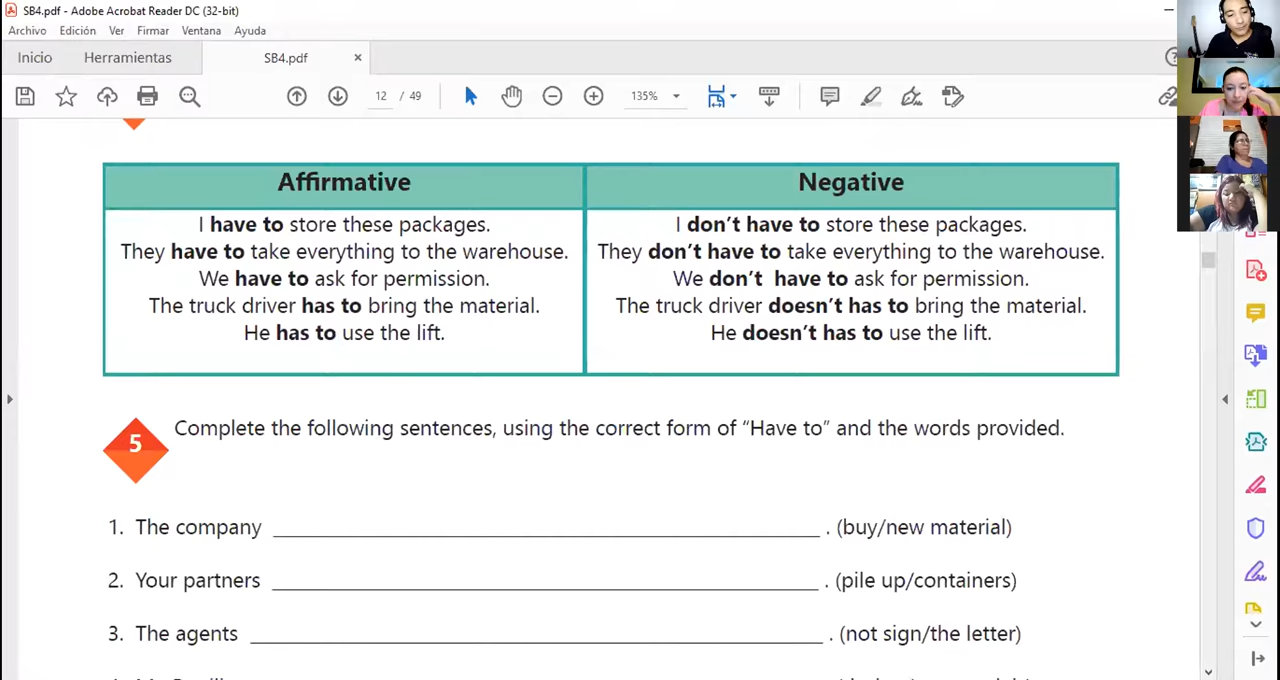 SB4.pdf - Adobe Acrobat Reader DC (32-bit)
Archivo Edición Ver Firmar Ventana Ayuda
Inicio Herramientas SB4.pdf ×
12 / 49 135%
Affirmative Negative
I have to store these packages. I don't have to store these packages.
They have to take everything to the warehouse. They don't have to take everything to the warehouse.
We have to ask for permission. We don't have to ask for permission.
The truck driver has to bring the material. The truck driver doesn't has to bring the material.
He has to use the lift. He doesn't has to use the lift.
5 Complete the following sentences, using the correct form of "Have to" and the words provided.
1. The company ____________________ . (buy/new material)
2. Your partners ____________________ . (pile up/containers)
3. The agents ____________________ . (not sign/the letter)